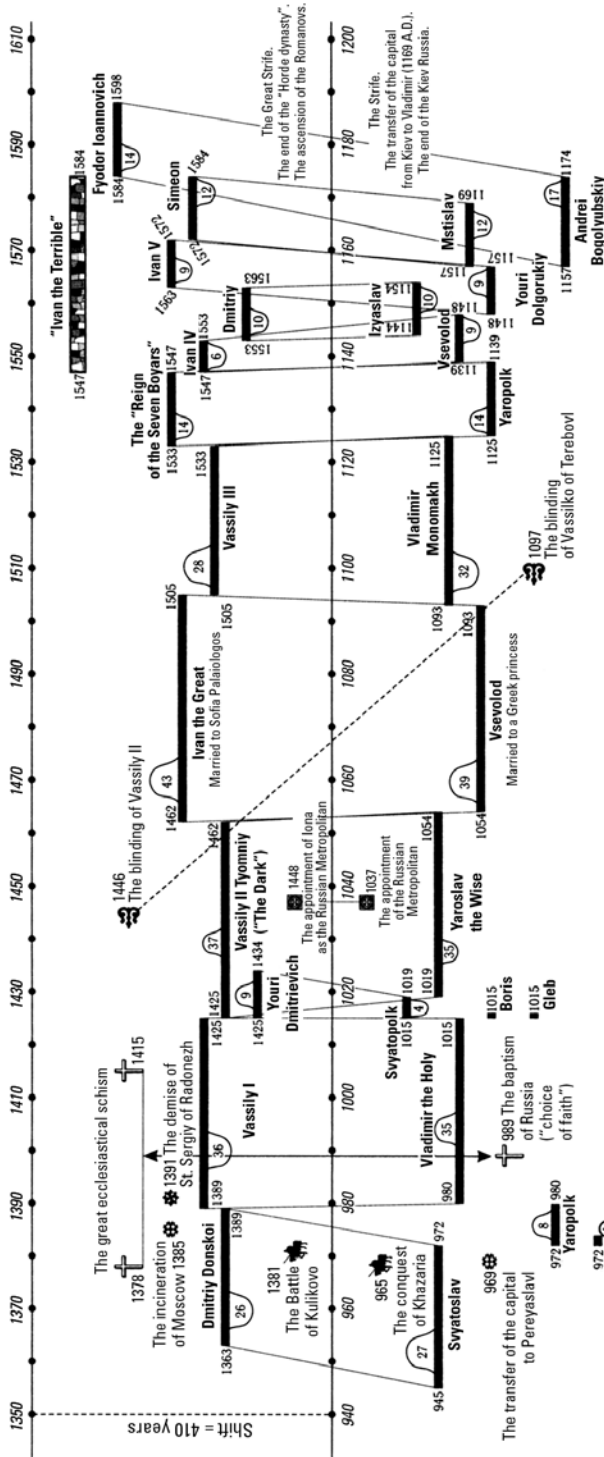 1350
1370
1390
1410
1430
1450
1470
1490
1510
1530
1550
1570
1590
1610
The great ecclesiastical schism
1378
1415
The incineration
of Moscow 1385
1391 The demise of
St. Sergiy of Radonezh
1446
The blinding of Vassily II
1547
"Ivan the Terrible"
1584
Dmitriy Donskoi
1363
26
1389
1389
36
Vassily I
1425
1425
37
Vassily II Tyomniy
("The Dark")
1462
1425
9
1434
Youri
Dmitrievich
1462
43
1505
Ivan the Great
Married to Sofia Palaiologos
1505
28
Vassily III
1533
The "Reign
of the Seven Boyars"
1533
14
1547
Ivan IV
1547
6
1553
Dmitriy
1553
10
1563
Ivan V
1563
9
1572
Simeon
1572
12
1584
Fyodor Ioannovich
1584
14
1598
1381
The Battle
of Kulikovo
1448
The appointment of Iona
as the Russian Metropolitan
The Great Strife.
The end of the "Horde dynasty".
The ascension of the Romanovs.
Shift = 410 years
940
960
980
1000
1020
1040
1060
1080
1100
1120
1140
1160
1180
1200
965
The conquest
of Khazaria
1037
The appointment
of the Russian
Metropolitan
The Strife.
The transfer of the capital
from Kiev to Vladimir (1169 A.D.).
The end of the Kiev Russia.
945
27
972
Svyatoslav
Vladimir the Holy
980
35
1015
Svyatopolk
1015
4
1019
1019
35
1054
Yaroslav
the Wise
1054
39
1093
Vsevolod
Married to a Greek princess
1093
32
1125
Vladimir
Monomakh
1125
14
1139
Yaropolk
Vsevolod
1139
9
1148
Izyaslav
1144
10
1154
1148
9
1157
Youri
Dolgorukiy
Mstislav
1157
12
1169
1157
17
1174
Andrei
Bogolyubskiy
969
The transfer of the capital
to Pereyaslavl
989 The baptism
of Russia
("choice
of faith")
1015
Boris
1015
Gleb
1097
The blinding
of Vassilko of Terebovl
972
8
980
Yaropolk
972